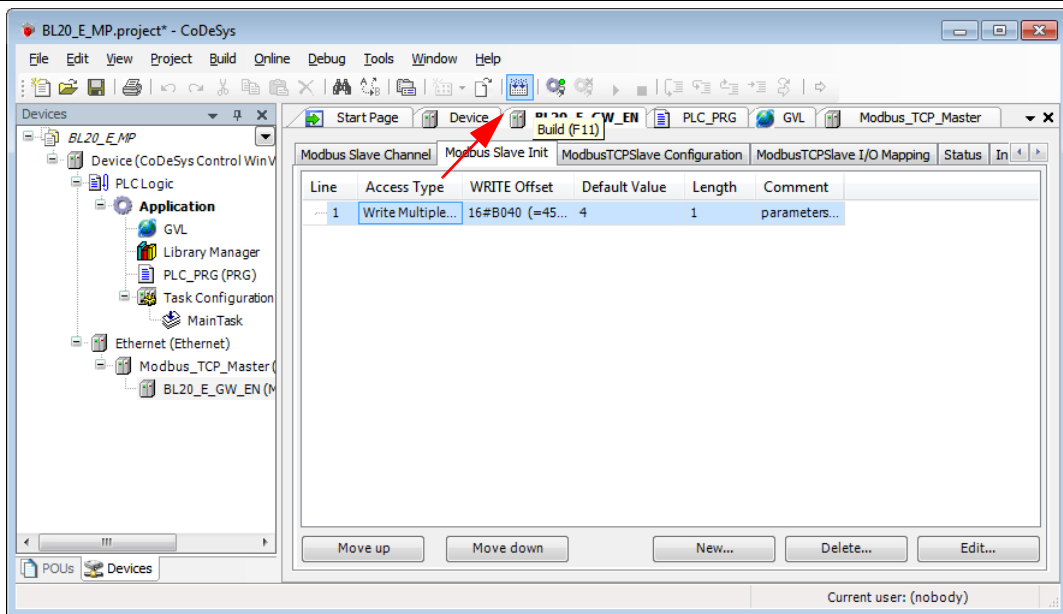 BL20_E_MP.project* - CoDeSys
File Edit View Project Build Online Debug Tools Window Help
Devices
Start Page Device BL20_E_GW_EN PLC_PRG GVL Modbus_TCP_Master
Build (F11)
BL20_E_MP
Device (CoDeSys Control Win V
PLC Logic
Application
GVL
Library Manager
PLC_PRG (PRG)
Task Configuration
MainTask
Ethernet (Ethernet)
Modbus_TCP_Master (
BL20_E_GW_EN (M
Modbus Slave Channel Modbus Slave Init ModbusTCPSlave Configuration ModbusTCPSlave I/O Mapping Status In
Line Access Type WRITE Offset Default Value Length Comment
1 Write Multiple... 16#B040 (=45... 4 1 parameters...
Move up Move down New... Delete... Edit...
POUs Devices
Current user: (nobody)